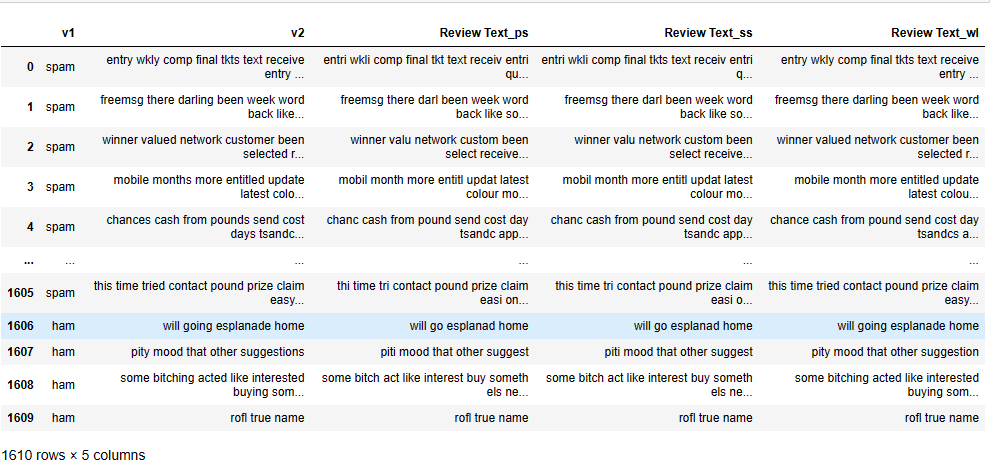 v1 v2 Review Text_ps Review Text_ss Review Text_wl
0 spam entry wkly comp final tkts text receive entry ... entri wkli comp final tkt text receiv entri qu... entri wkli comp final tkts text receiv entri q... entry wkly comp final tkts text receive entry ...
1 spam freemsg there darling been week word back like... freemsg there darl been week word back like so... freemsg there darl been week word back like so... freemsg there darling been week word back like...
2 spam winner valued network customer been selected r... winner valu network custom been select receive... winner valu network custom been select receive... winner valued network customer been selected r...
3 spam mobile months more entitled update latest colo... mobil month more entitl updat latest colour mo... mobil month more entitl updat latest colour mo... mobile month more entitled update latest colou...
4 spam chances cash from pounds send cost days tsandc... chanc cash from pound send cost day tsandc app... chanc cash from pound send cost day tsandc app... chance cash from pound send cost day tsandcs a...
... ... ... ... ... ...
1605 spam this time tried contact pound prize claim easy... thi time tri contact pound prize claim easi on... this time tri contact pound prize claim easi o... this time tried contact pound prize claim easy...
1606 ham will going esplanade home will go esplanad home will go esplanad home will going esplanade home
1607 ham pity mood that other suggestions piti mood that other suggest piti mood that other suggest pity mood that other suggestion
1608 ham some bitching acted like interested buying som... some bitch act like interest buy someth els ne... some bitch act like interest buy someth els ne... some bitching acted like interested buying som...
1609 ham rofl true name rofl true name rofl true name rofl true name
1610 rows × 5 columns